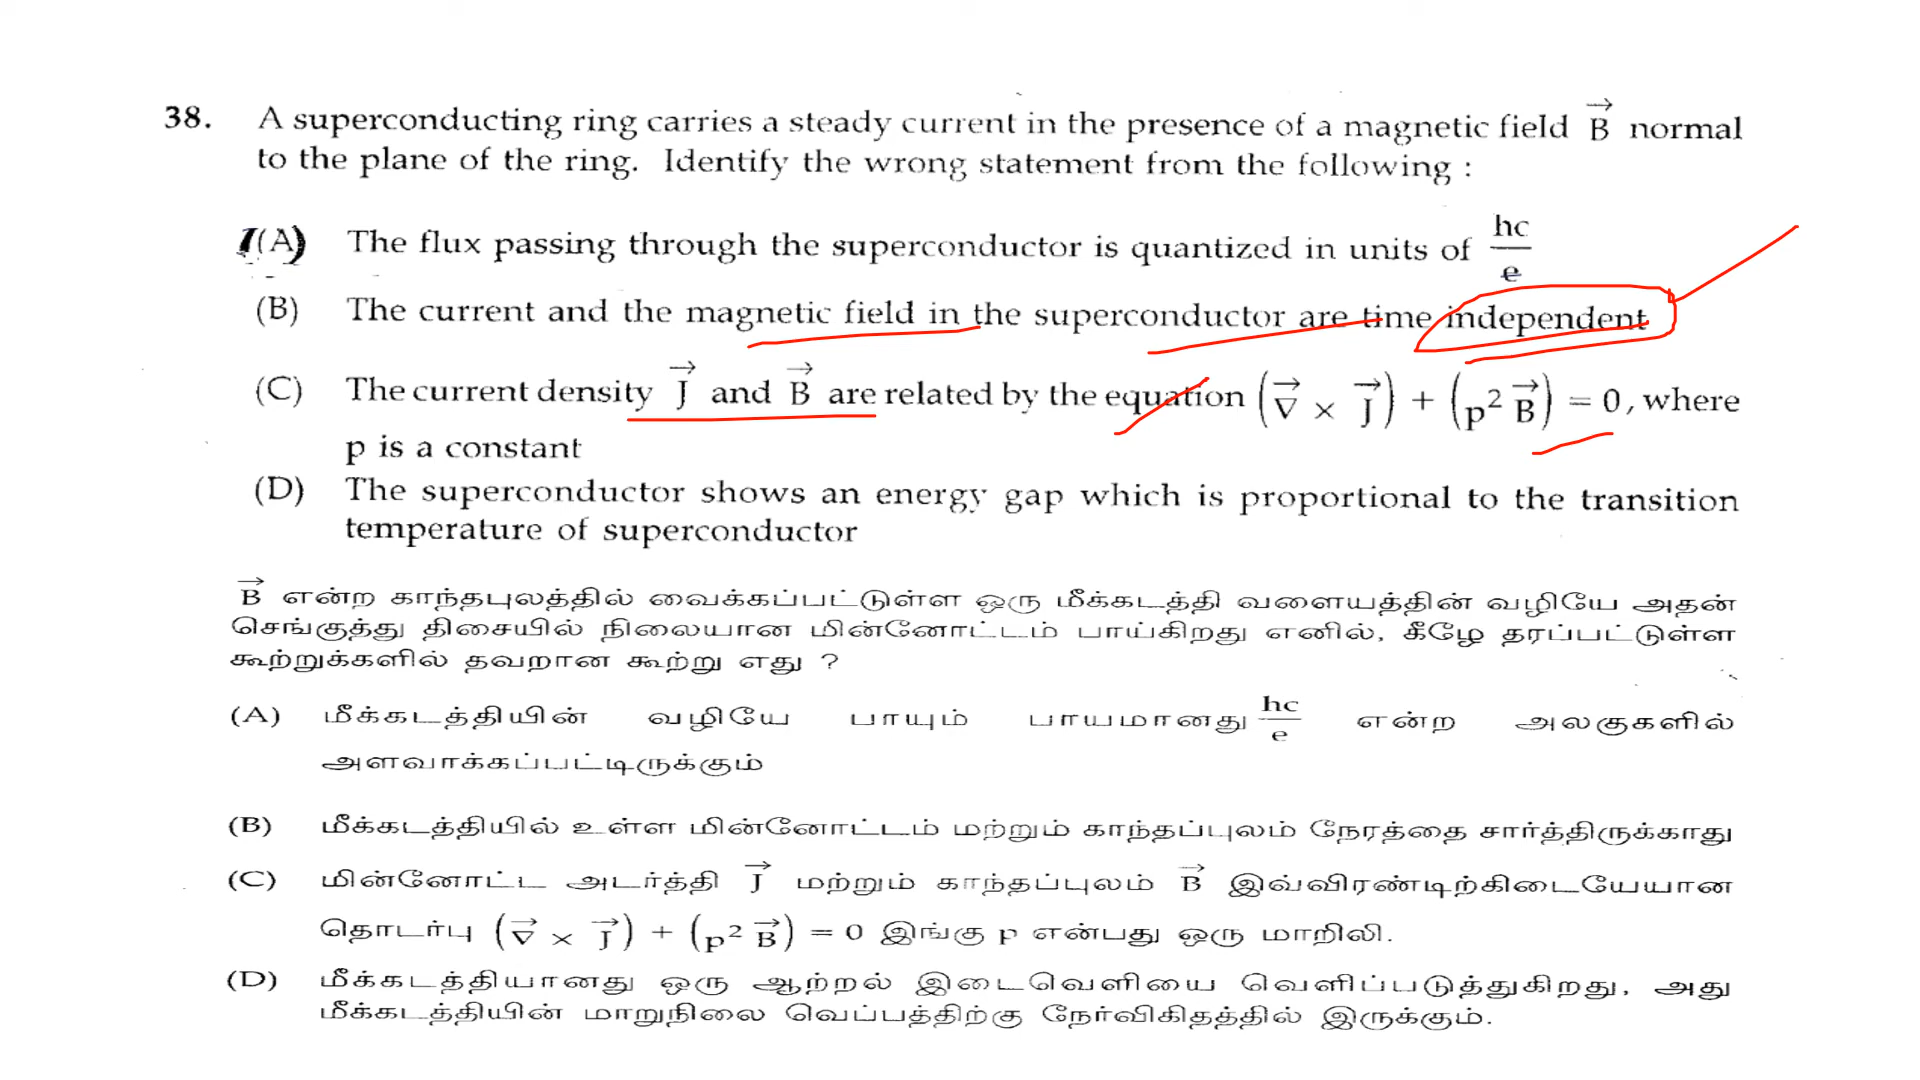 38. A superconducting ring carries a steady current in the presence of a magnetic field B⃗ normal
to the plane of the ring. Identify the wrong statement from the following :
(A) The flux passing through the superconductor is quantized in units of hc/e
(B) The current and the magnetic field in the superconductor are time independent
(C) The current density J⃗ and B⃗ are related by the equation (∇⃗ × J⃗) + (p² B⃗) = 0, where
p is a constant
(D) The superconductor shows an energy gap which is proportional to the transition
temperature of superconductor
B⃗ என்ற காந்தபுலத்தில் வைக்கப்பட்டுள்ள ஒரு மீக்கடத்தி வளையத்தின் வழியே அதன்
செங்குத்து திசையில் நிலையான மின்னோட்டம் பாய்கிறது எனில், கீழே தரப்பட்டுள்ள
கூற்றுக்களில் தவறான கூற்று எது ?
(A) மீக்கடத்தியின் வழியே பாயும் பாயமானது hc/e என்ற அலகுகளில்
அளவாக்கப்பட்டிருக்கும்
(B) மீக்கடத்தியில் உள்ள மின்னோட்டம் மற்றும் காந்தப்புலம் நேரத்தை சார்த்திருக்காது
(C) மின்னோட்ட அடர்த்தி J⃗ மற்றும் காந்தப்புலம் B⃗ இவ்விரண்டிற்கிடையேயான
தொடர்பு (∇⃗ × J⃗) + (p² B⃗) = 0 இங்கு p என்பது ஒரு மாறிலி.
(D) மீக்கடத்தியானது ஒரு ஆற்றல் இடைவெளியை வெளிப்படுத்துகிறது, அது
மீக்கடத்தியின் மாறுநிலை வெப்பத்திற்கு நேர்விகிதத்தில் இருக்கும்.